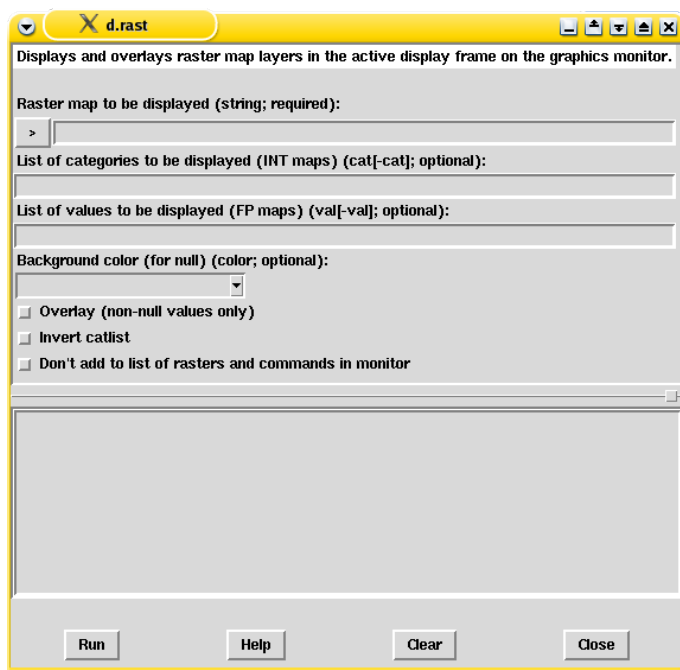 d.rast
Displays and overlays raster map layers in the active display frame on the graphics monitor.
Raster map to be displayed (string; required):
>
List of categories to be displayed (INT maps) (cat[-cat]; optional):
List of values to be displayed (FP maps) (val[-val]; optional):
Background color (for null) (color; optional):
Overlay (non-null values only)
Invert catlist
Don't add to list of rasters and commands in monitor
Run Help Clear Close